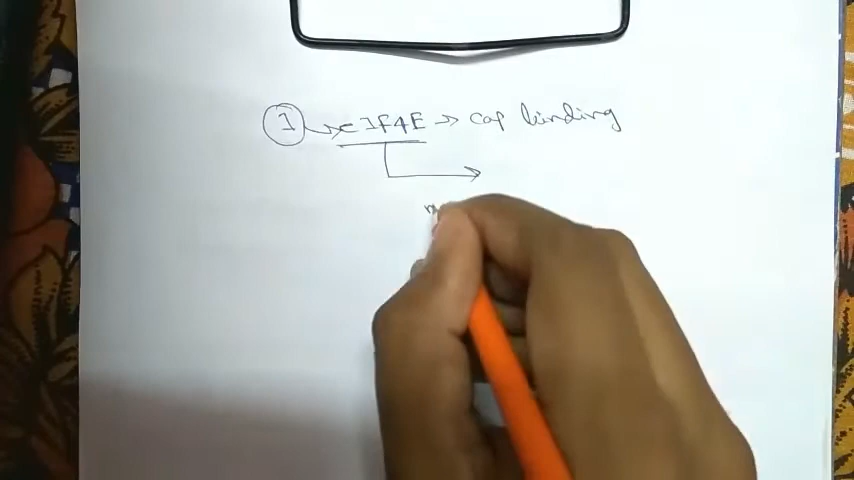 1 → eIF4E → Cap binding